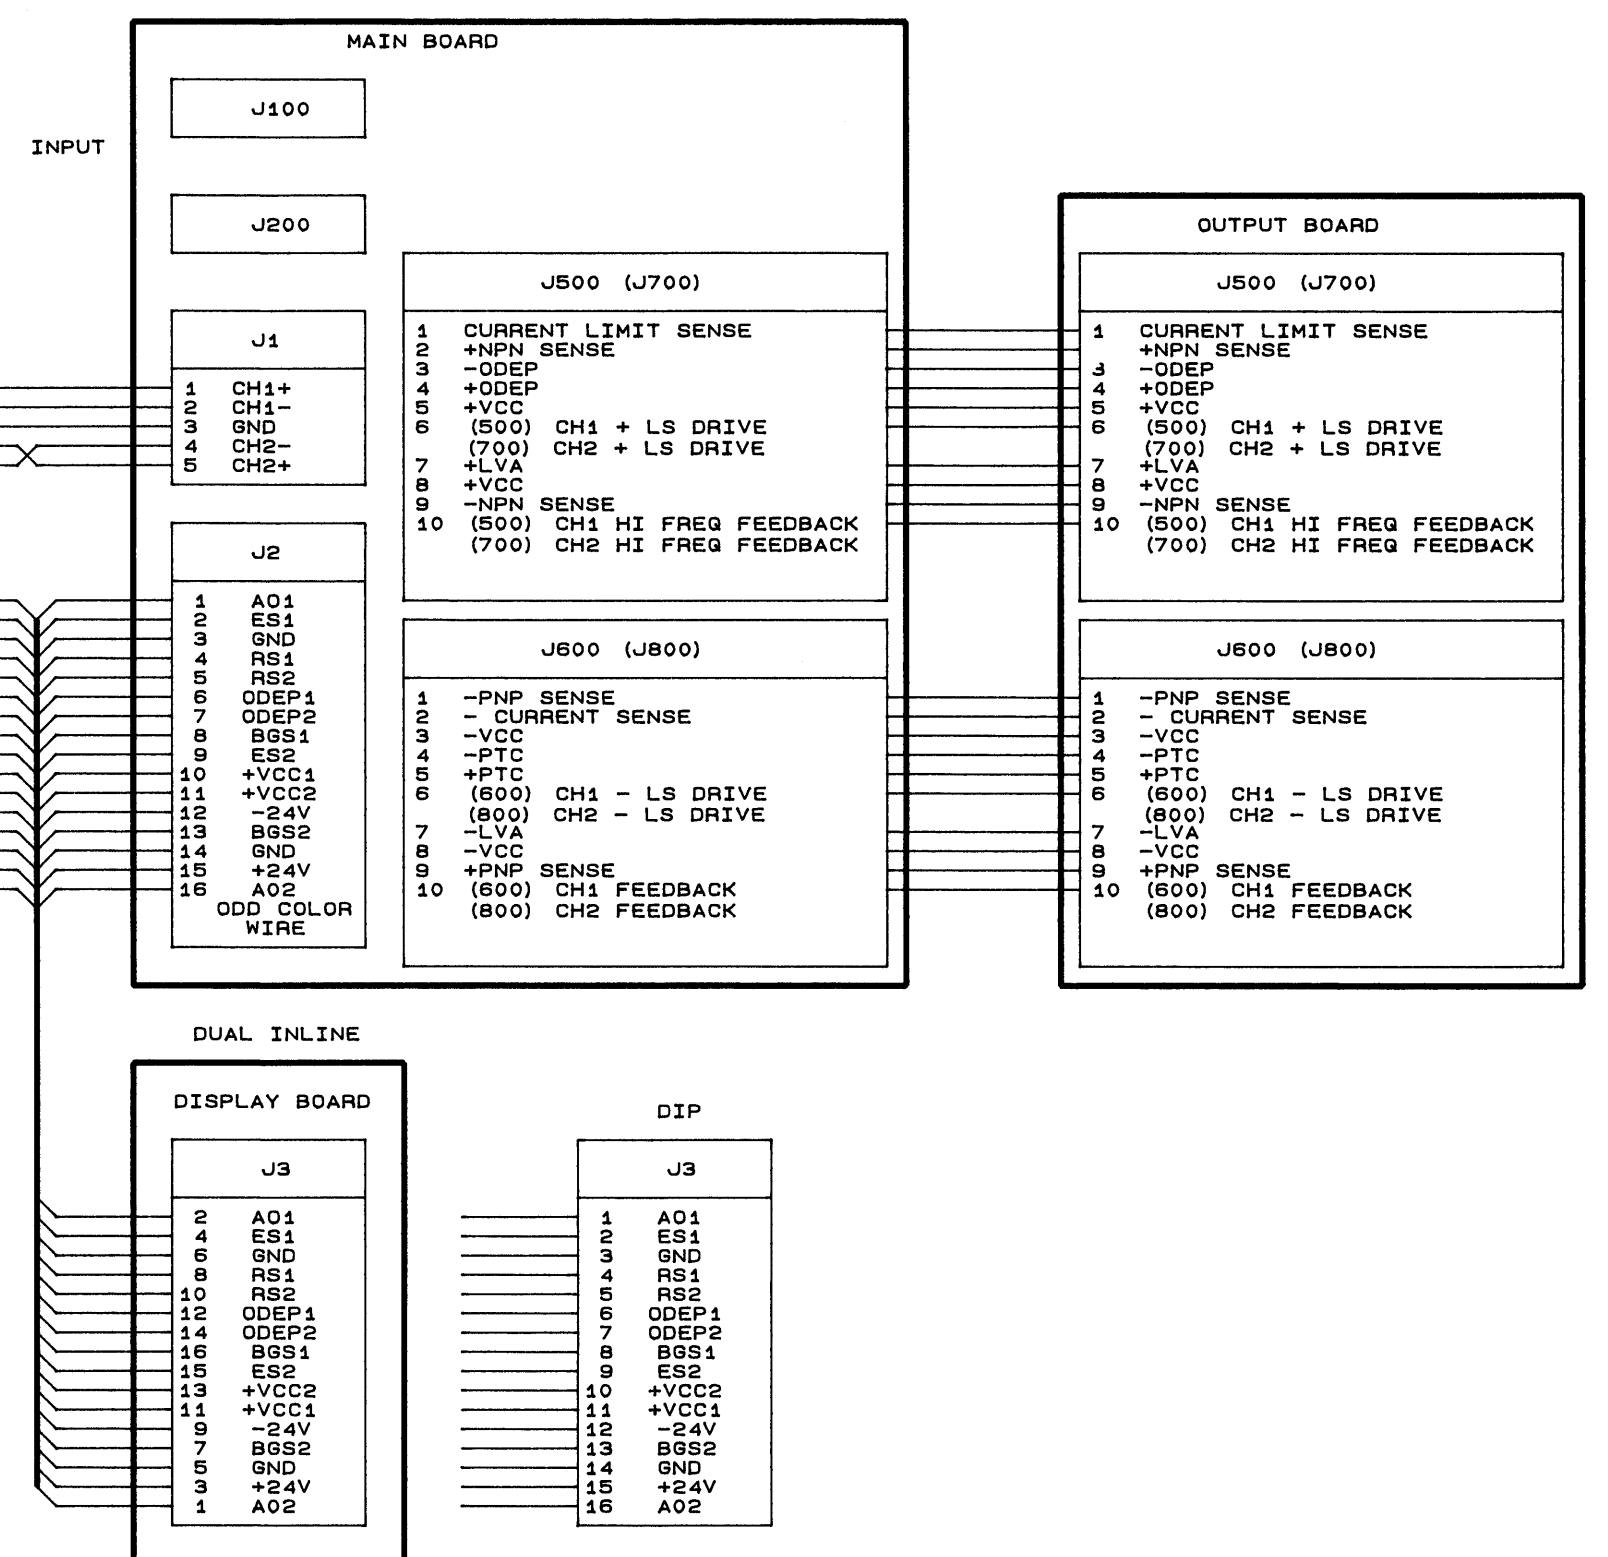 MAIN BOARD
J100
INPUT
J200
J1
1 CH1+
2 CH1-
3 GND
4 CH2-
5 CH2+
J2
1 AO1
2 ES1
3 GND
4 RS1
5 RS2
6 ODEP1
7 ODEP2
8 BGS1
9 ES2
10 +VCC1
11 +VCC2
12 -24V
13 BGS2
14 GND
15 +24V
16 AO2
ODD COLOR
WIRE
J500 (J700)
1 CURRENT LIMIT SENSE
2 +NPN SENSE
3 -ODEP
4 +ODEP
5 +VCC
6 (500) CH1 + LS DRIVE
(700) CH2 + LS DRIVE
7 +LVA
8 +VCC
9 -NPN SENSE
10 (500) CH1 HI FREQ FEEDBACK
(700) CH2 HI FREQ FEEDBACK
J600 (J800)
1 -PNP SENSE
2 - CURRENT SENSE
3 -VCC
4 -PTC
5 +PTC
6 (600) CH1 - LS DRIVE
(800) CH2 - LS DRIVE
7 -LVA
8 -VCC
9 +PNP SENSE
10 (600) CH1 FEEDBACK
(800) CH2 FEEDBACK
OUTPUT BOARD
J500 (J700)
1 CURRENT LIMIT SENSE
+NPN SENSE
3 -ODEP
4 +ODEP
5 +VCC
6 (500) CH1 + LS DRIVE
(700) CH2 + LS DRIVE
7 +LVA
8 +VCC
9 -NPN SENSE
10 (500) CH1 HI FREQ FEEDBACK
(700) CH2 HI FREQ FEEDBACK
J600 (J800)
1 -PNP SENSE
2 - CURRENT SENSE
3 -VCC
4 -PTC
5 +PTC
6 (600) CH1 - LS DRIVE
(800) CH2 - LS DRIVE
7 -LVA
8 -VCC
9 +PNP SENSE
10 (600) CH1 FEEDBACK
(800) CH2 FEEDBACK
DUAL INLINE
DISPLAY BOARD
J3
2 AO1
4 ES1
6 GND
8 RS1
10 RS2
12 ODEP1
14 ODEP2
16 BGS1
15 ES2
13 +VCC2
11 +VCC1
9 -24V
7 BGS2
5 GND
3 +24V
1 AO2
DIP
J3
1 AO1
2 ES1
3 GND
4 RS1
5 RS2
6 ODEP1
7 ODEP2
8 BGS1
9 ES2
10 +VCC2
11 +VCC1
12 -24V
13 BGS2
14 GND
15 +24V
16 AO2